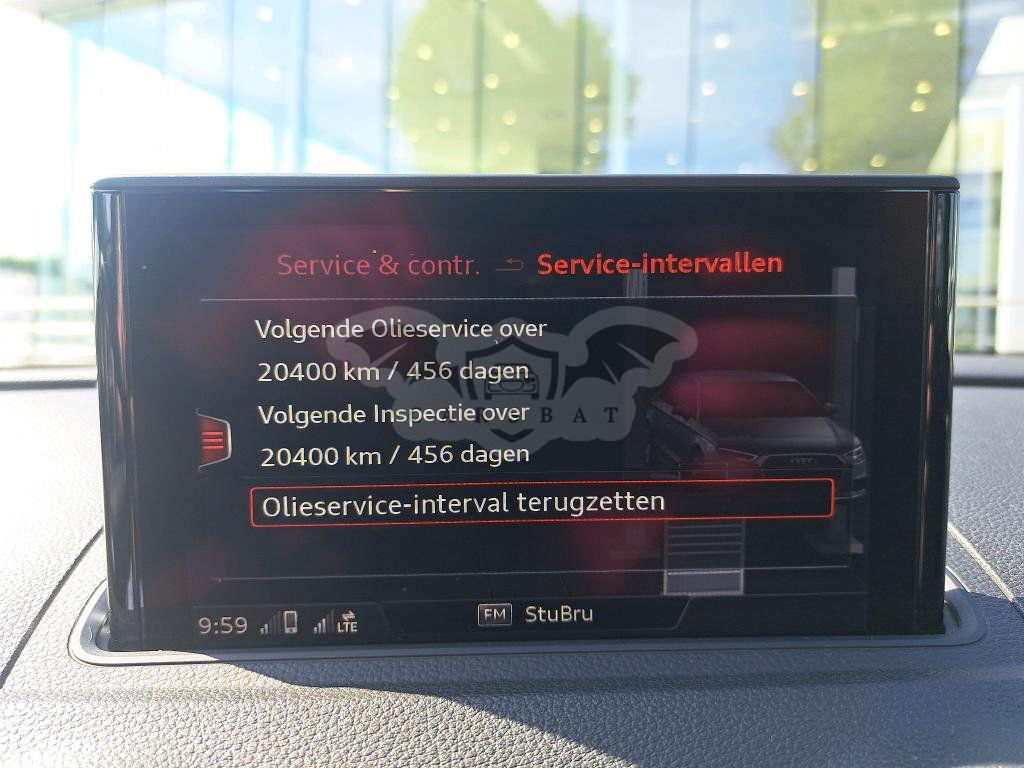 Service & contr. Service-intervallen
Volgende Olieservice over
20400 km / 456 dagen
Volgende Inspectie over
20400 km / 456 dagen
Olieservice-interval terugzetten
9:59 LTE FM StuBru